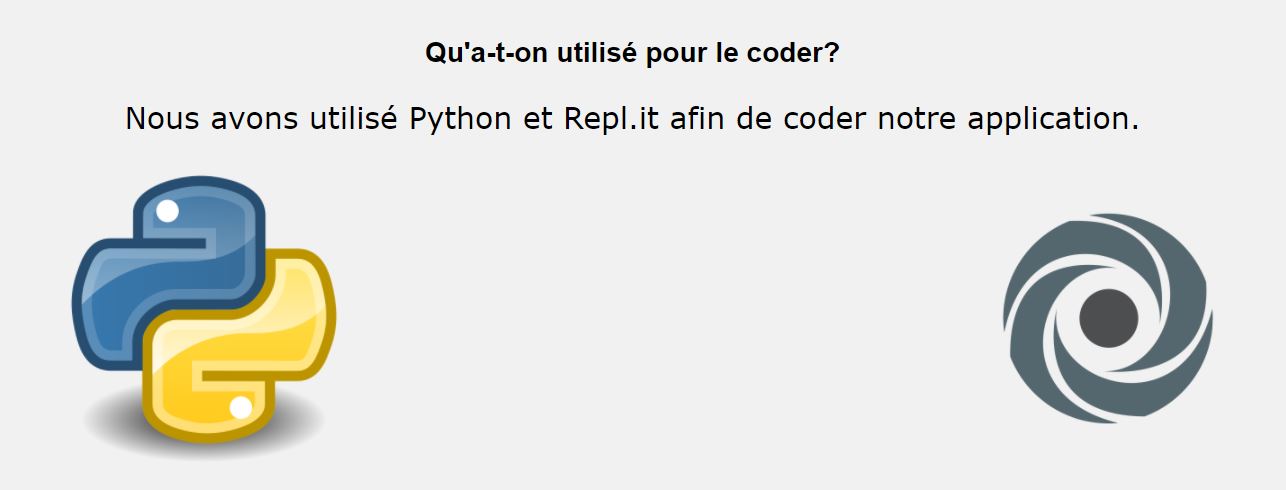 Qu'a-t-on utilisé pour le coder?
Nous avons utilisé Python et Repl.it afin de coder notre application.